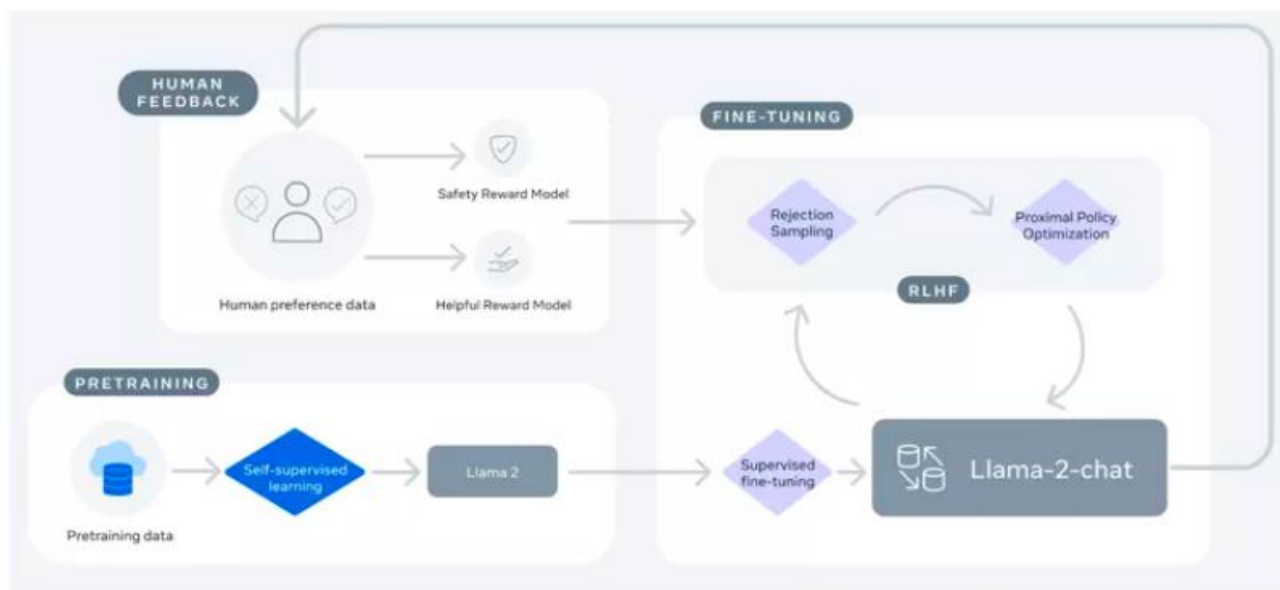 HUMAN
FEEDBACK
Safety Reward Model
Human preference data
Helpful Reward Model
FINE-TUNING
Rejection
Sampling
Proximal Policy
Optimization
RLHF
PRETRAINING
Pretraining data
Self-supervised
learning
Llama 2
Supervised
fine-tuning
Llama-2-chat